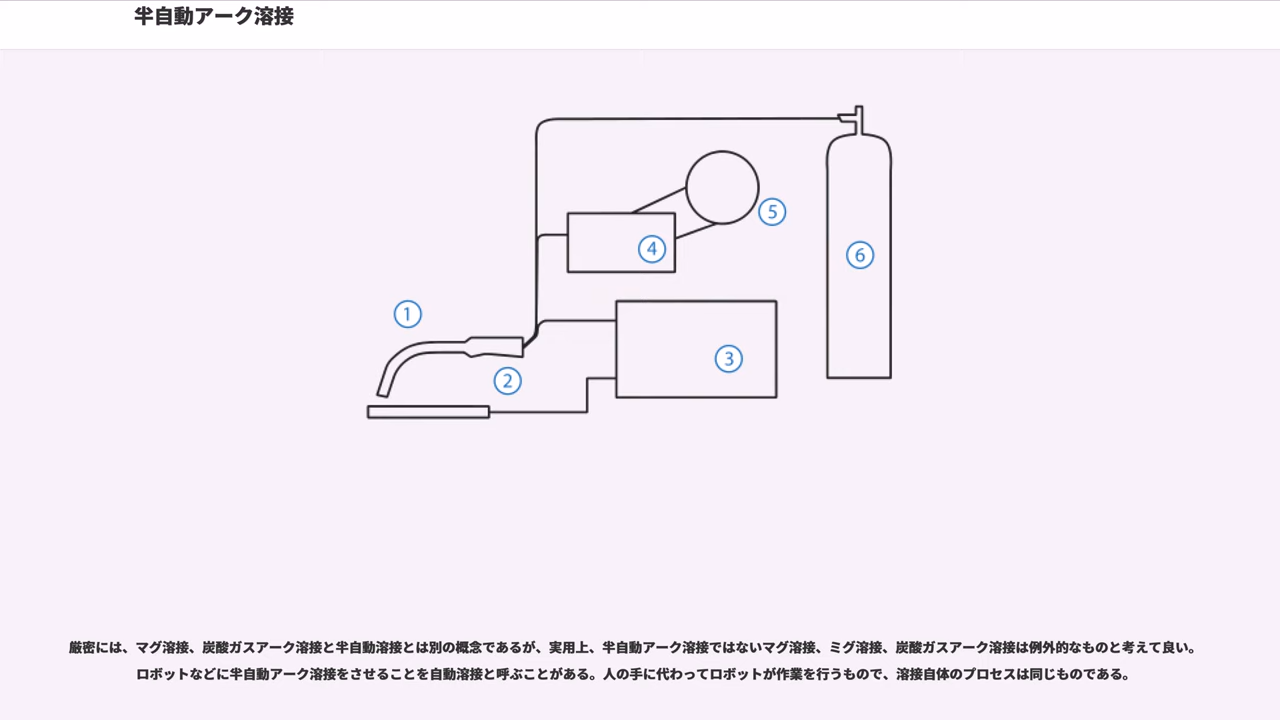 半自動アーク溶接
①
②
③
④
⑤
⑥
厳密には、マグ溶接、炭酸ガスアーク溶接と半自動溶接とは別の概念であるが、実用上、半自動アーク溶接ではないマグ溶接、ミグ溶接、炭酸ガスアーク溶接は例外的なものと考えて良い。
ロボットなどに半自動アーク溶接をさせることを自動溶接と呼ぶことがある。人の手に代わってロボットが作業を行うもので、溶接自体のプロセスは同じものである。